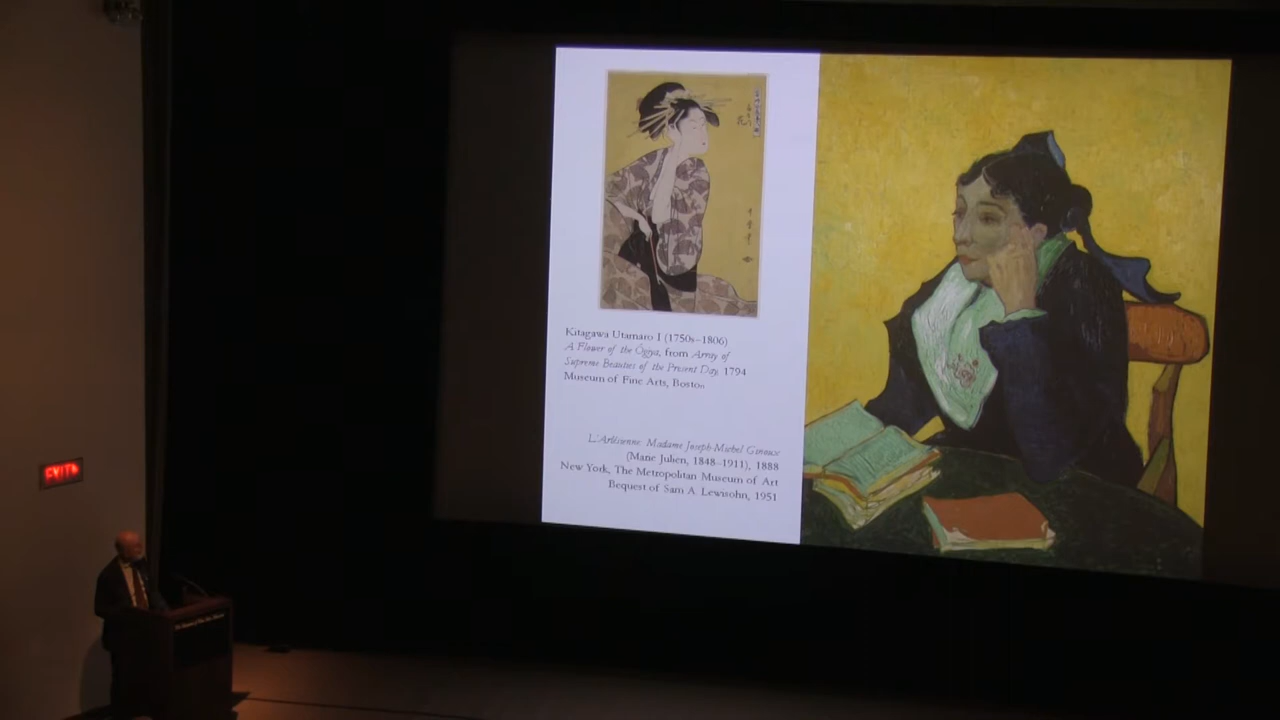 Kitagawa Utamaro I (1750s–1806)
A Flower of the Ōgiya, from Array of
Supreme Beauties of the Present Day, 1794
Museum of Fine Arts, Boston
L'Arlésienne: Madame Joseph-Michel Ginoux
(Marie Julien, 1848–1911), 1888
New York, The Metropolitan Museum of Art
Bequest of Sam A. Lewisohn, 1951
EXIT